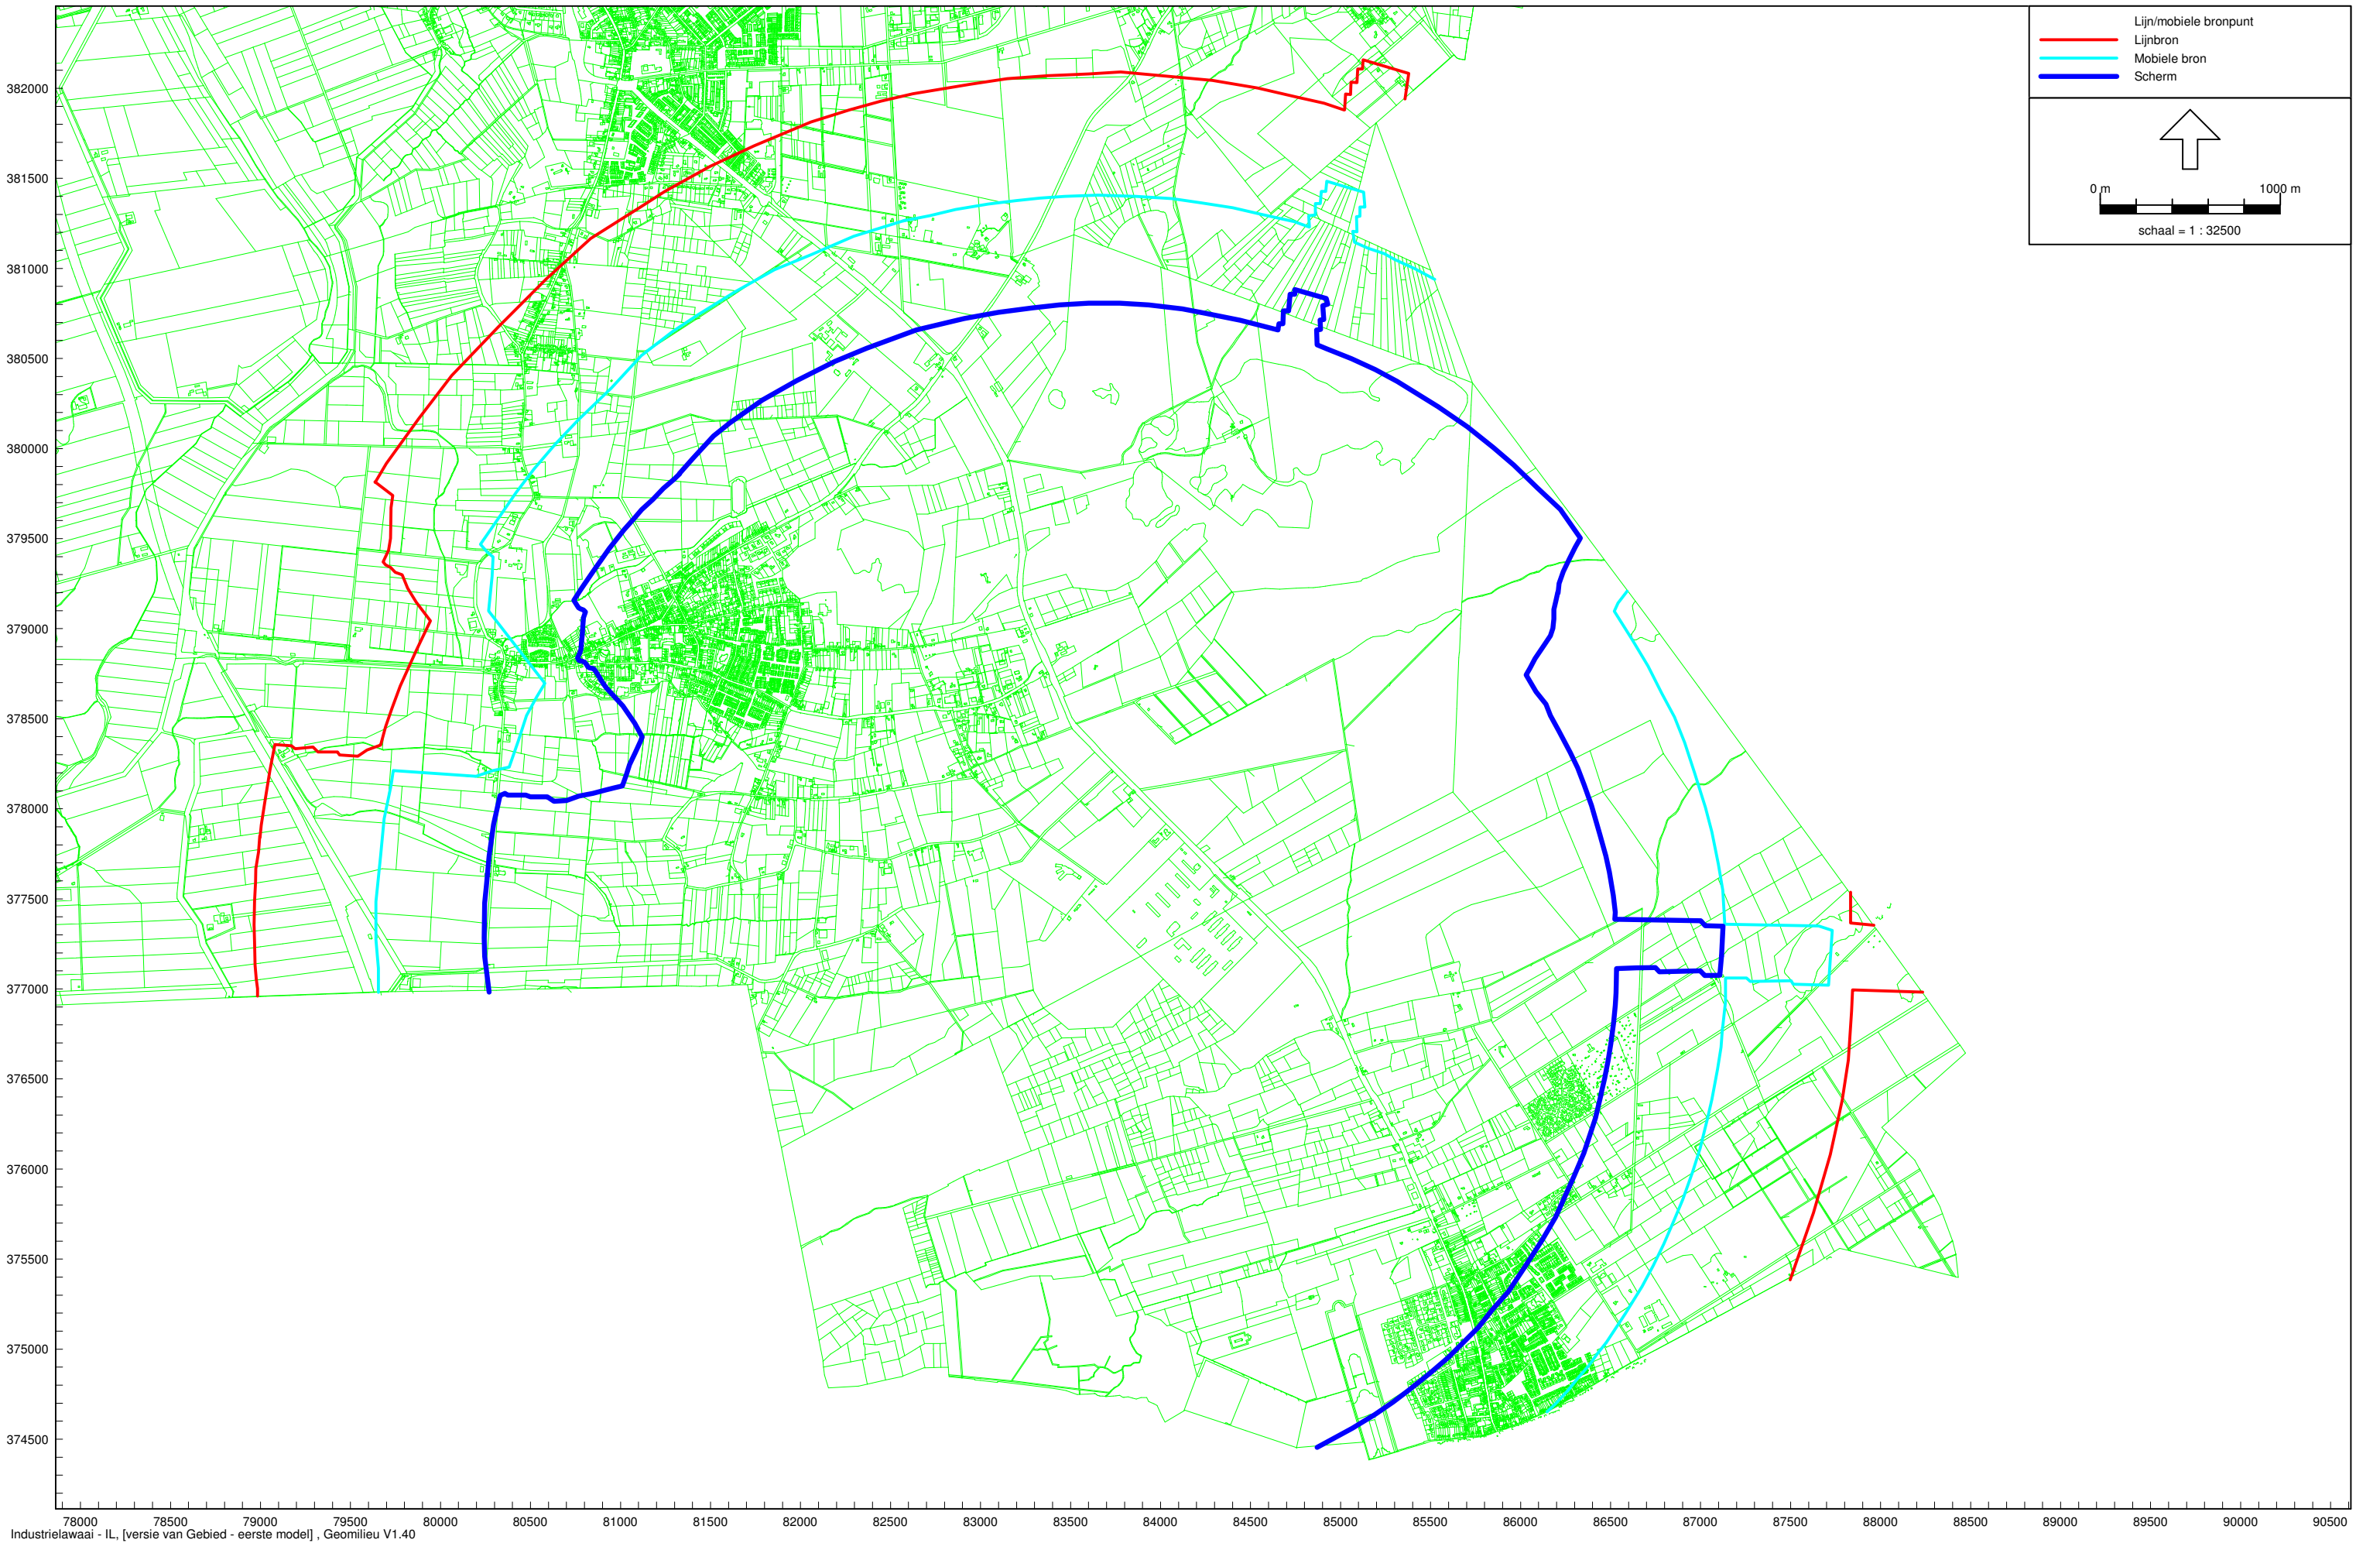 Lijn/mobiele bronpunt
Lijnbron
Mobiele bron
Scherm
0 m 1000 m
schaal = 1 : 32500
382000
381500
381000
380500
380000
379500
379000
378500
378000
377500
377000
376500
376000
375500
375000
374500
78000 78500 79000 79500 80000 80500 81000 81500 82000 82500 83000 83500 84000 84500 85000 85500 86000 86500 87000 87500 88000 88500 89000 89500 90000 90500
Industrielawaai - IL, [versie van Gebied - eerste model] , Geomilieu V1.40